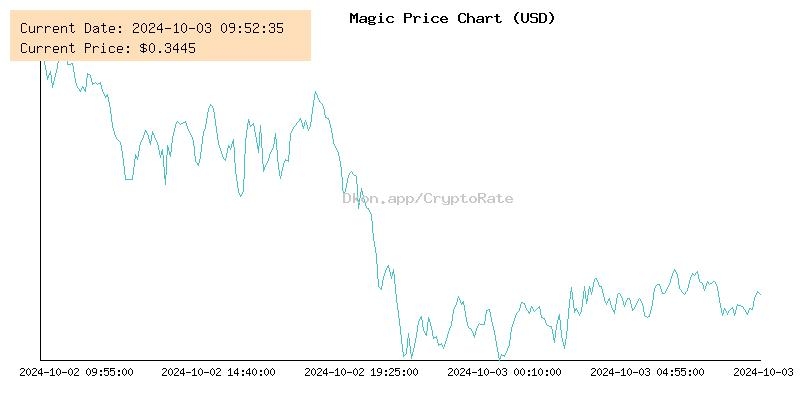 Magic Price Chart (USD)
Current Date: 2024-10-03 09:52:35
Current Price: $0.3445
Dkon.app/CryptoRate
2024-10-02 09:55:00
2024-10-02 14:40:00
2024-10-02 19:25:00
2024-10-03 00:10:00
2024-10-03 04:55:00
2024-10-03